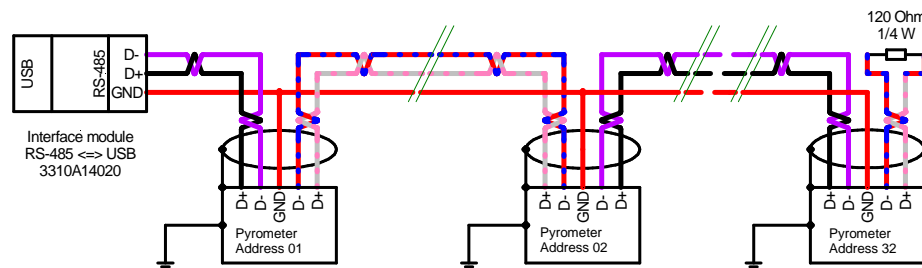 120 Ohm
1/4 W
USB
RS-485
D-
D+
GND
Interface module
RS-485 <=> USB
3310A14020
D+
D-
GND
D-
D+
Pyrometer
Address 01
D+
D-
GND
D-
D+
Pyrometer
Address 02
D+
D-
GND
D-
D+
Pyrometer
Address 32